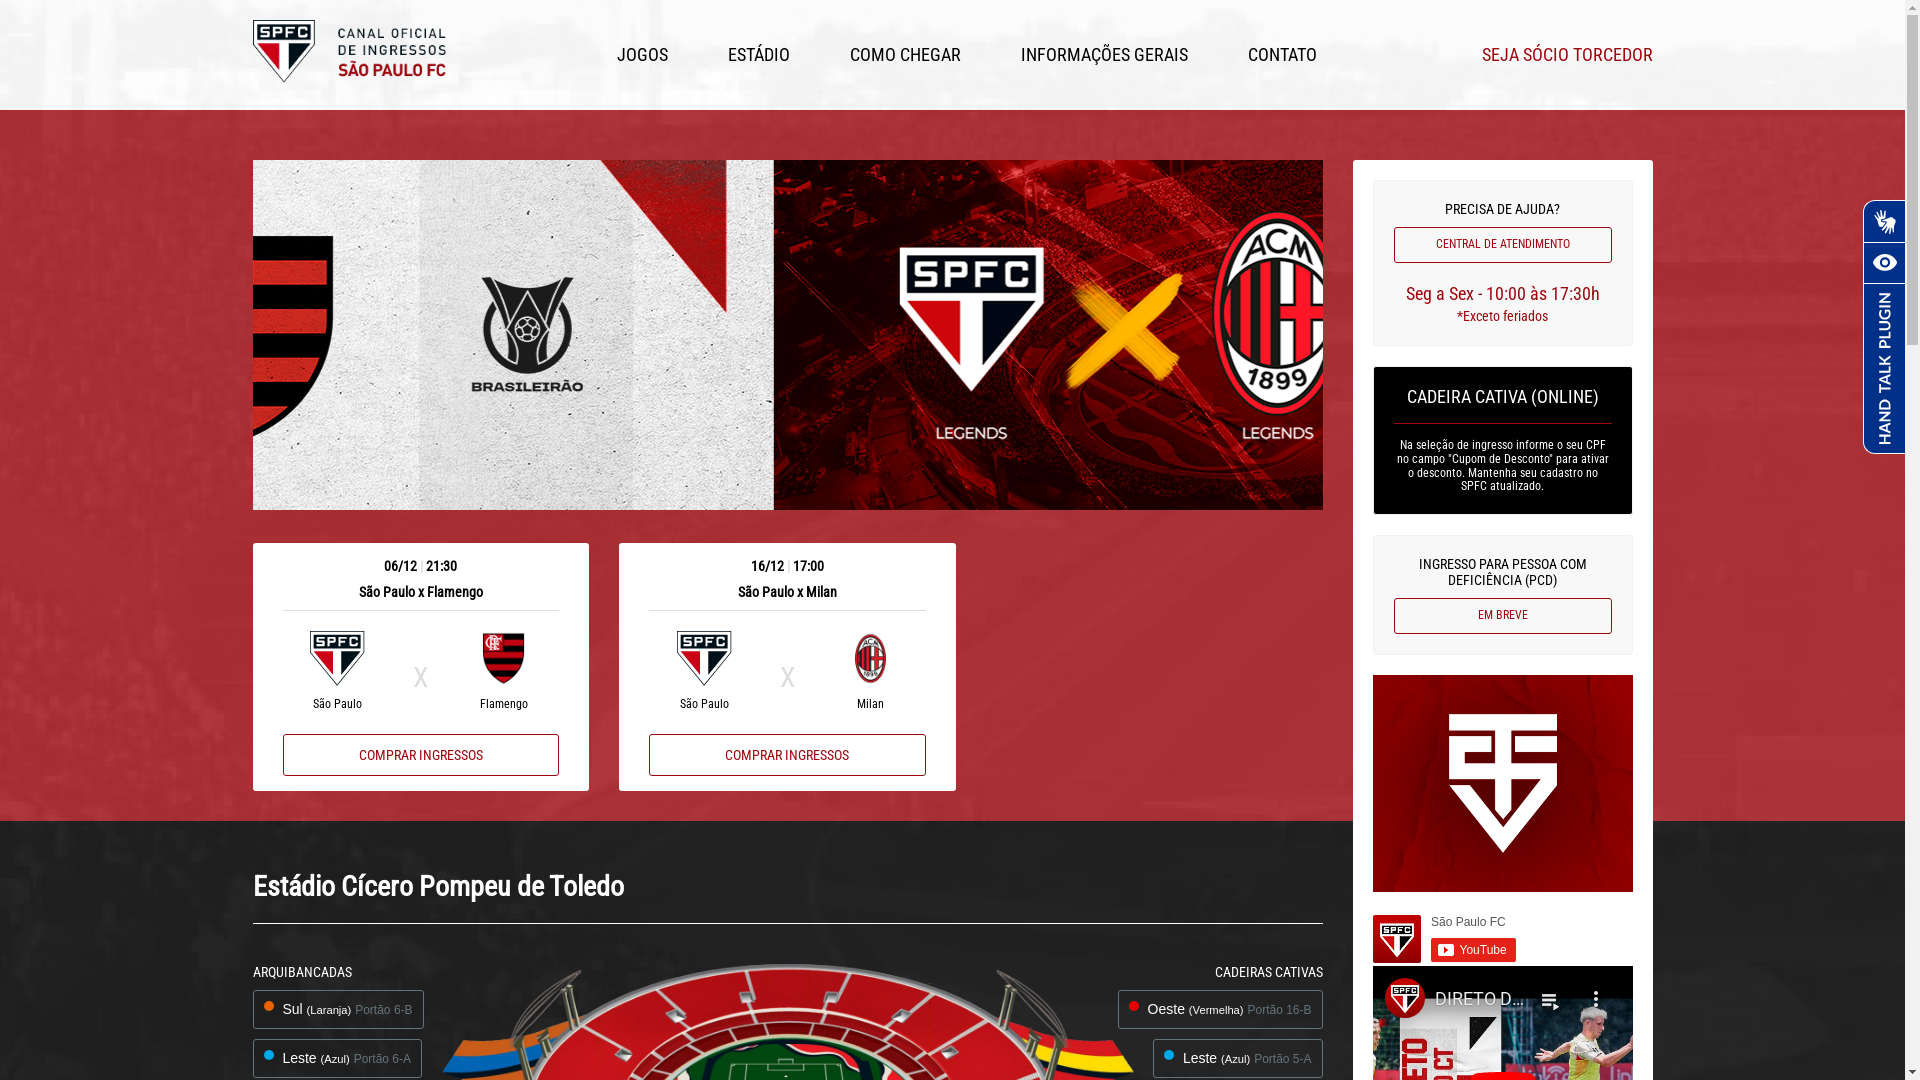 SPFC
CANAL OFICIAL
DE INGRESSOS
SÃO PAULO FC
JOGOS
ESTÁDIO
COMO CHEGAR
INFORMAÇÕES GERAIS
CONTATO
SEJA SÓCIO TORCEDOR
BRASILEIRÃO
SPFC
LEGENDS
ACM
1899
LEGENDS
PRECISA DE AJUDA?
CENTRAL DE ATENDIMENTO
Seg a Sex - 10:00 às 17:30h
*Exceto feriados
CADEIRA CATIVA (ONLINE)
Na seleção de ingresso informe o seu CPF
no campo "Cupom de Desconto" para ativar
o desconto. Mantenha seu cadastro no
SPFC atualizado.
INGRESSO PARA PESSOA COM
DEFICIÊNCIA (PCD)
EM BREVE
HAND TALK PLUGIN
06/12 | 21:30
São Paulo x Flamengo
SPFC
X
São Paulo
Flamengo
COMPRAR INGRESSOS
16/12 | 17:00
São Paulo x Milan
SPFC
X
São Paulo
Milan
COMPRAR INGRESSOS
São Paulo FC
SPFC
YouTube
SPFC
DIRETO D...
Estádio Cícero Pompeu de Toledo
ARQUIBANCADAS
Sul (Laranja) Portão 6-B
Leste (Azul) Portão 6-A
CADEIRAS CATIVAS
Oeste (Vermelha) Portão 16-B
Leste (Azul) Portão 5-A